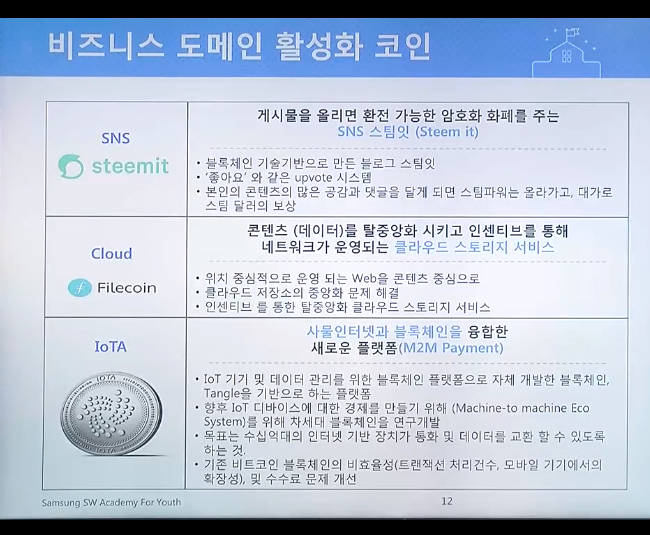 비즈니스 도메인 활성화 코인
SNS
steemit
게시물을 올리면 환전 가능한 암호화 화폐를 주는
SNS 스팀잇 (Steem it)
• 블록체인 기술기반으로 만든 블로그 스팀잇
• ‘좋아요’ 와 같은 upvote 시스템
• 본인의 콘텐츠의 많은 공감과 댓글을 달게 되면 스팀파워는 올라가고, 대가로
스팀 달러의 보상
Cloud
Filecoin
콘텐츠 (데이터)를 탈중앙화 시키고 인센티브를 통해
네트워크가 운영되는 클라우드 스토리지 서비스
• 위치 중심적으로 운영 되는 Web을 콘텐츠 중심으로
• 클라우드 저장소의 중앙화 문제 해결
• 인센티브 를 통한 탈중앙화 클라우드 스토리지 서비스
IoTA
IOTA
사물인터넷과 블록체인을 융합한
새로운 플랫폼(M2M Payment)
• IoT 기기 및 데이터 관리를 위한 블록체인 플랫폼으로 자체 개발한 블록체인,
Tangle을 기반으로 하는 플랫폼
• 향후 IoT 디바이스에 대한 경제를 만들기 위해 (Machine-to machine Eco
System)를 위해 차세대 블록체인을 연구개발
• 목표는 수십억대의 인터넷 기반 장치가 통화 및 데이터를 교환 할 수 있도록
하는 것.
• 기존 비트코인 블록체인의 비효율성(트랜잭션 처리건수, 모바일 기기에서의
확장성), 및 수수료 문제 개선
Samsung SW Academy For Youth
12